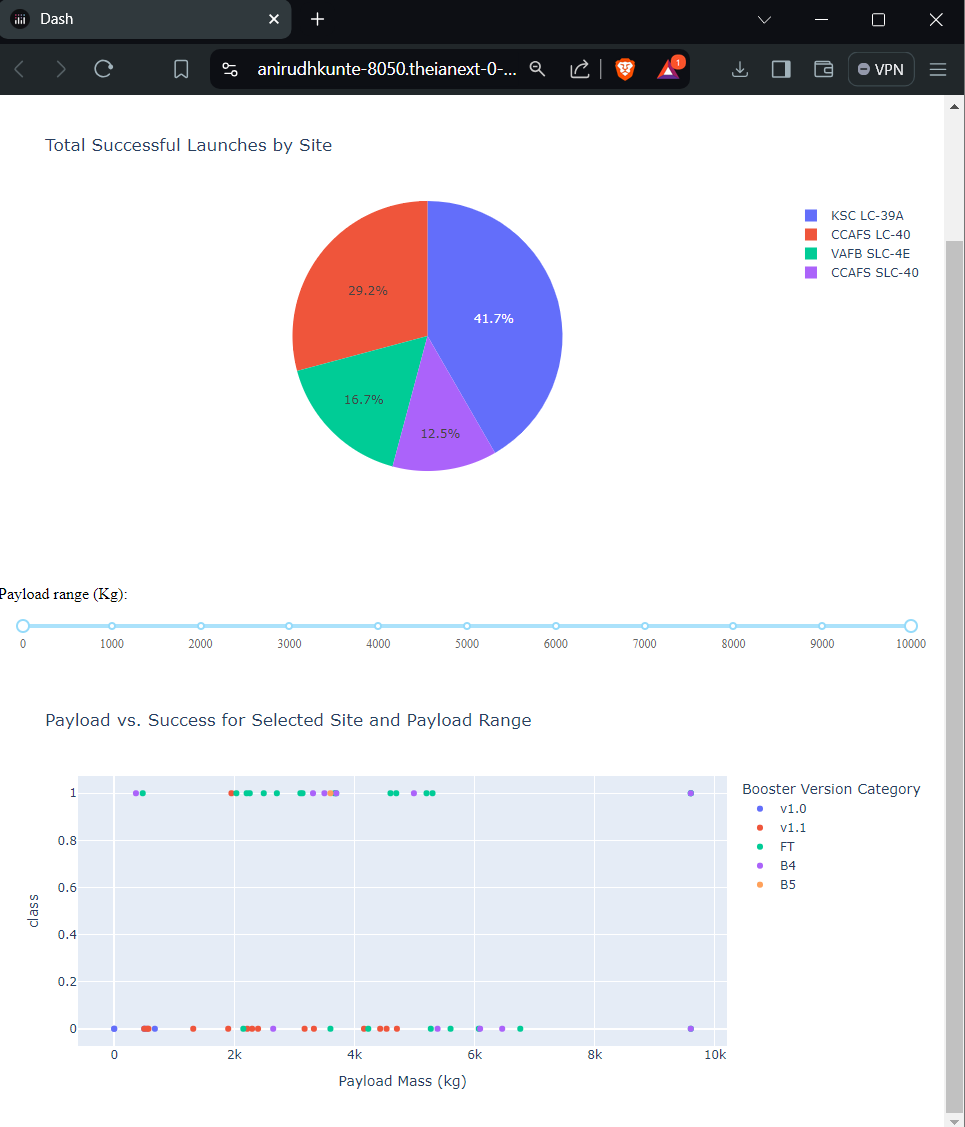 Dash
anirudhkunte-8050.theianext-0-...
1
VPN
Total Successful Launches by Site
KSC LC-39A
CCAFS LC-40
VAFB SLC-4E
CCAFS SLC-40
29.2%
41.7%
16.7%
12.5%
Payload range (Kg):
0 1000 2000 3000 4000 5000 6000 7000 8000 9000 10000
Payload vs. Success for Selected Site and Payload Range
Booster Version Category
v1.0
v1.1
FT
B4
B5
class
1
0.8
0.6
0.4
0.2
0
0 2k 4k 6k 8k 10k
Payload Mass (kg)